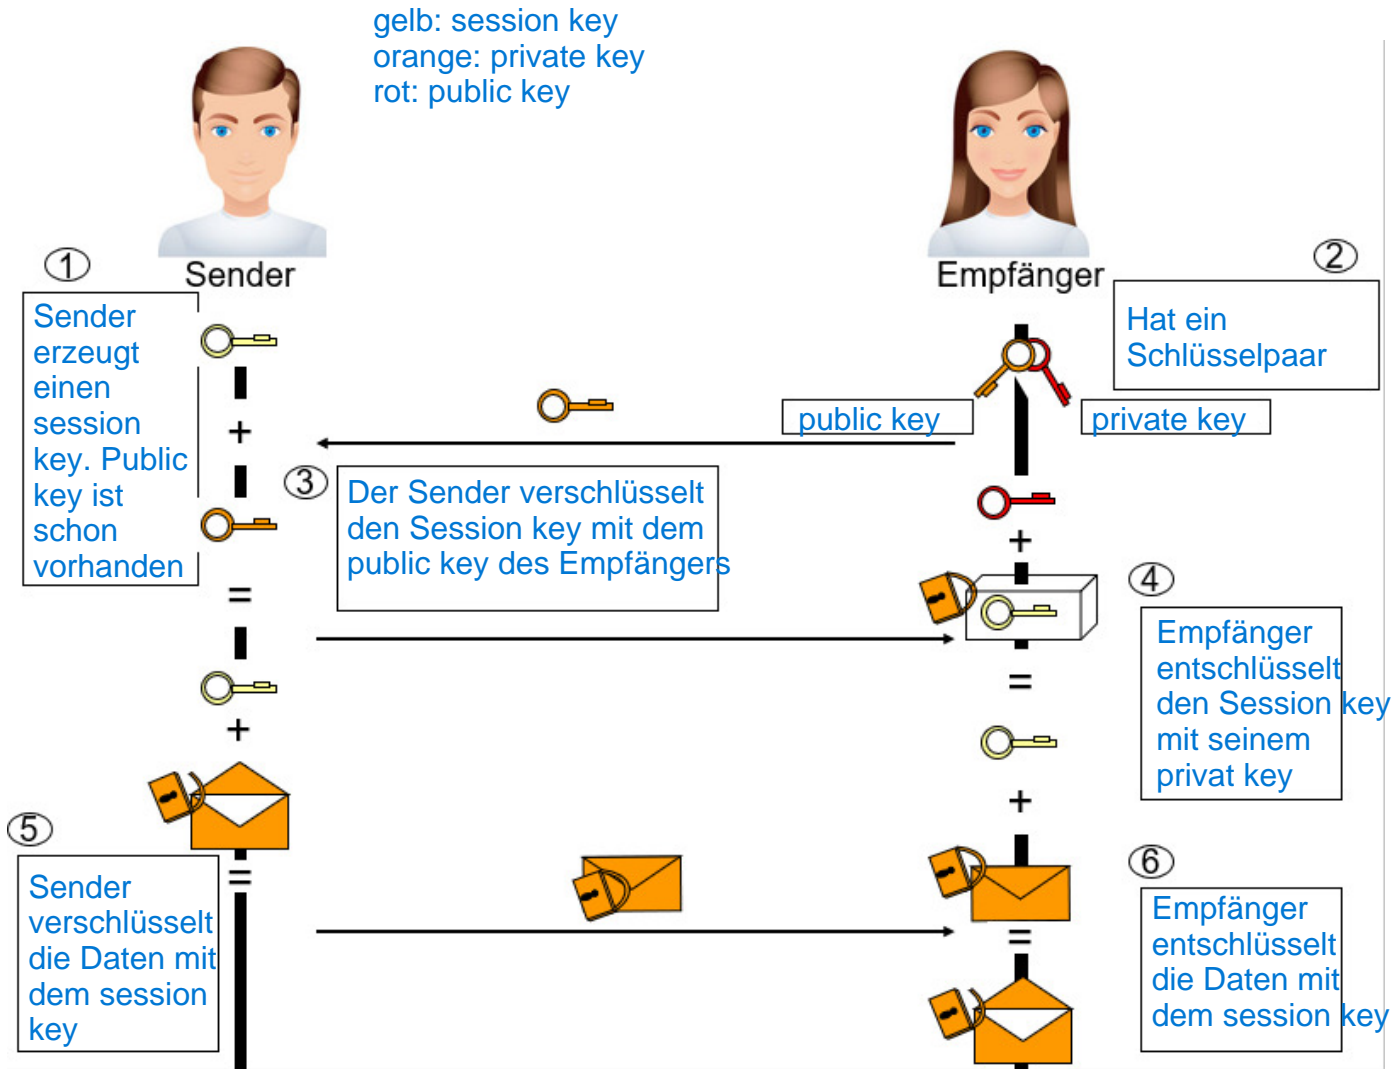 gelb: session key
orange: private key
rot: public key
Sender
Empfänger
1
Sender
erzeugt
einen
session
key. Public
key ist
schon
vorhanden
2
Hat ein
Schlüsselpaar
public key
private key
+
3
Der Sender verschlüsselt
den Session key mit dem
public key des Empfängers
+
=
4
Empfänger
entschlüsselt
den Session key
mit seinem
privat key
=
+
+
5
Sender
verschlüsselt
die Daten mit
dem session
key
=
6
Empfänger
entschlüsselt
die Daten mit
dem session key
=